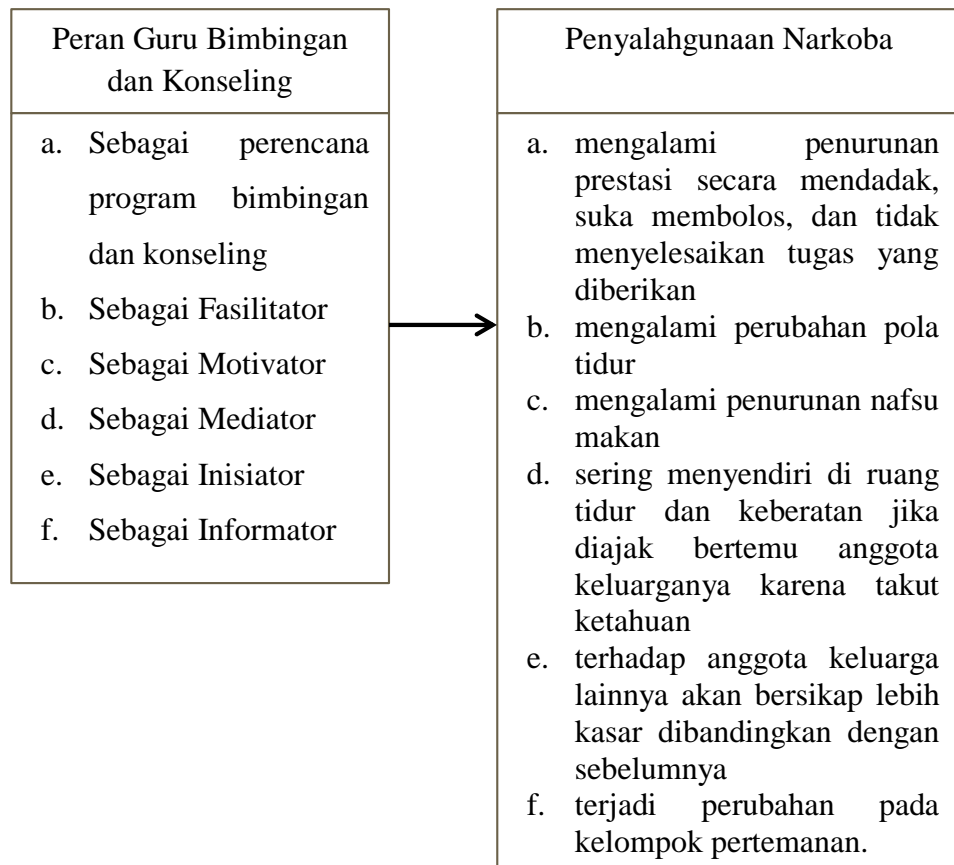 Peran Guru Bimbingan
dan Konseling
a. Sebagai perencana
program bimbingan
dan konseling
b. Sebagai Fasilitator
c. Sebagai Motivator
d. Sebagai Mediator
e. Sebagai Inisiator
f. Sebagai Informator
Penyalahgunaan Narkoba
a. mengalami penurunan
prestasi secara mendadak,
suka membolos, dan tidak
menyelesaikan tugas yang
diberikan
b. mengalami perubahan pola
tidur
c. mengalami penurunan nafsu
makan
d. sering menyendiri di ruang
tidur dan keberatan jika
diajak bertemu anggota
keluarganya karena takut
ketahuan
e. terhadap anggota keluarga
lainnya akan bersikap lebih
kasar dibandingkan dengan
sebelumnya
f. terjadi perubahan pada
kelompok pertemanan.